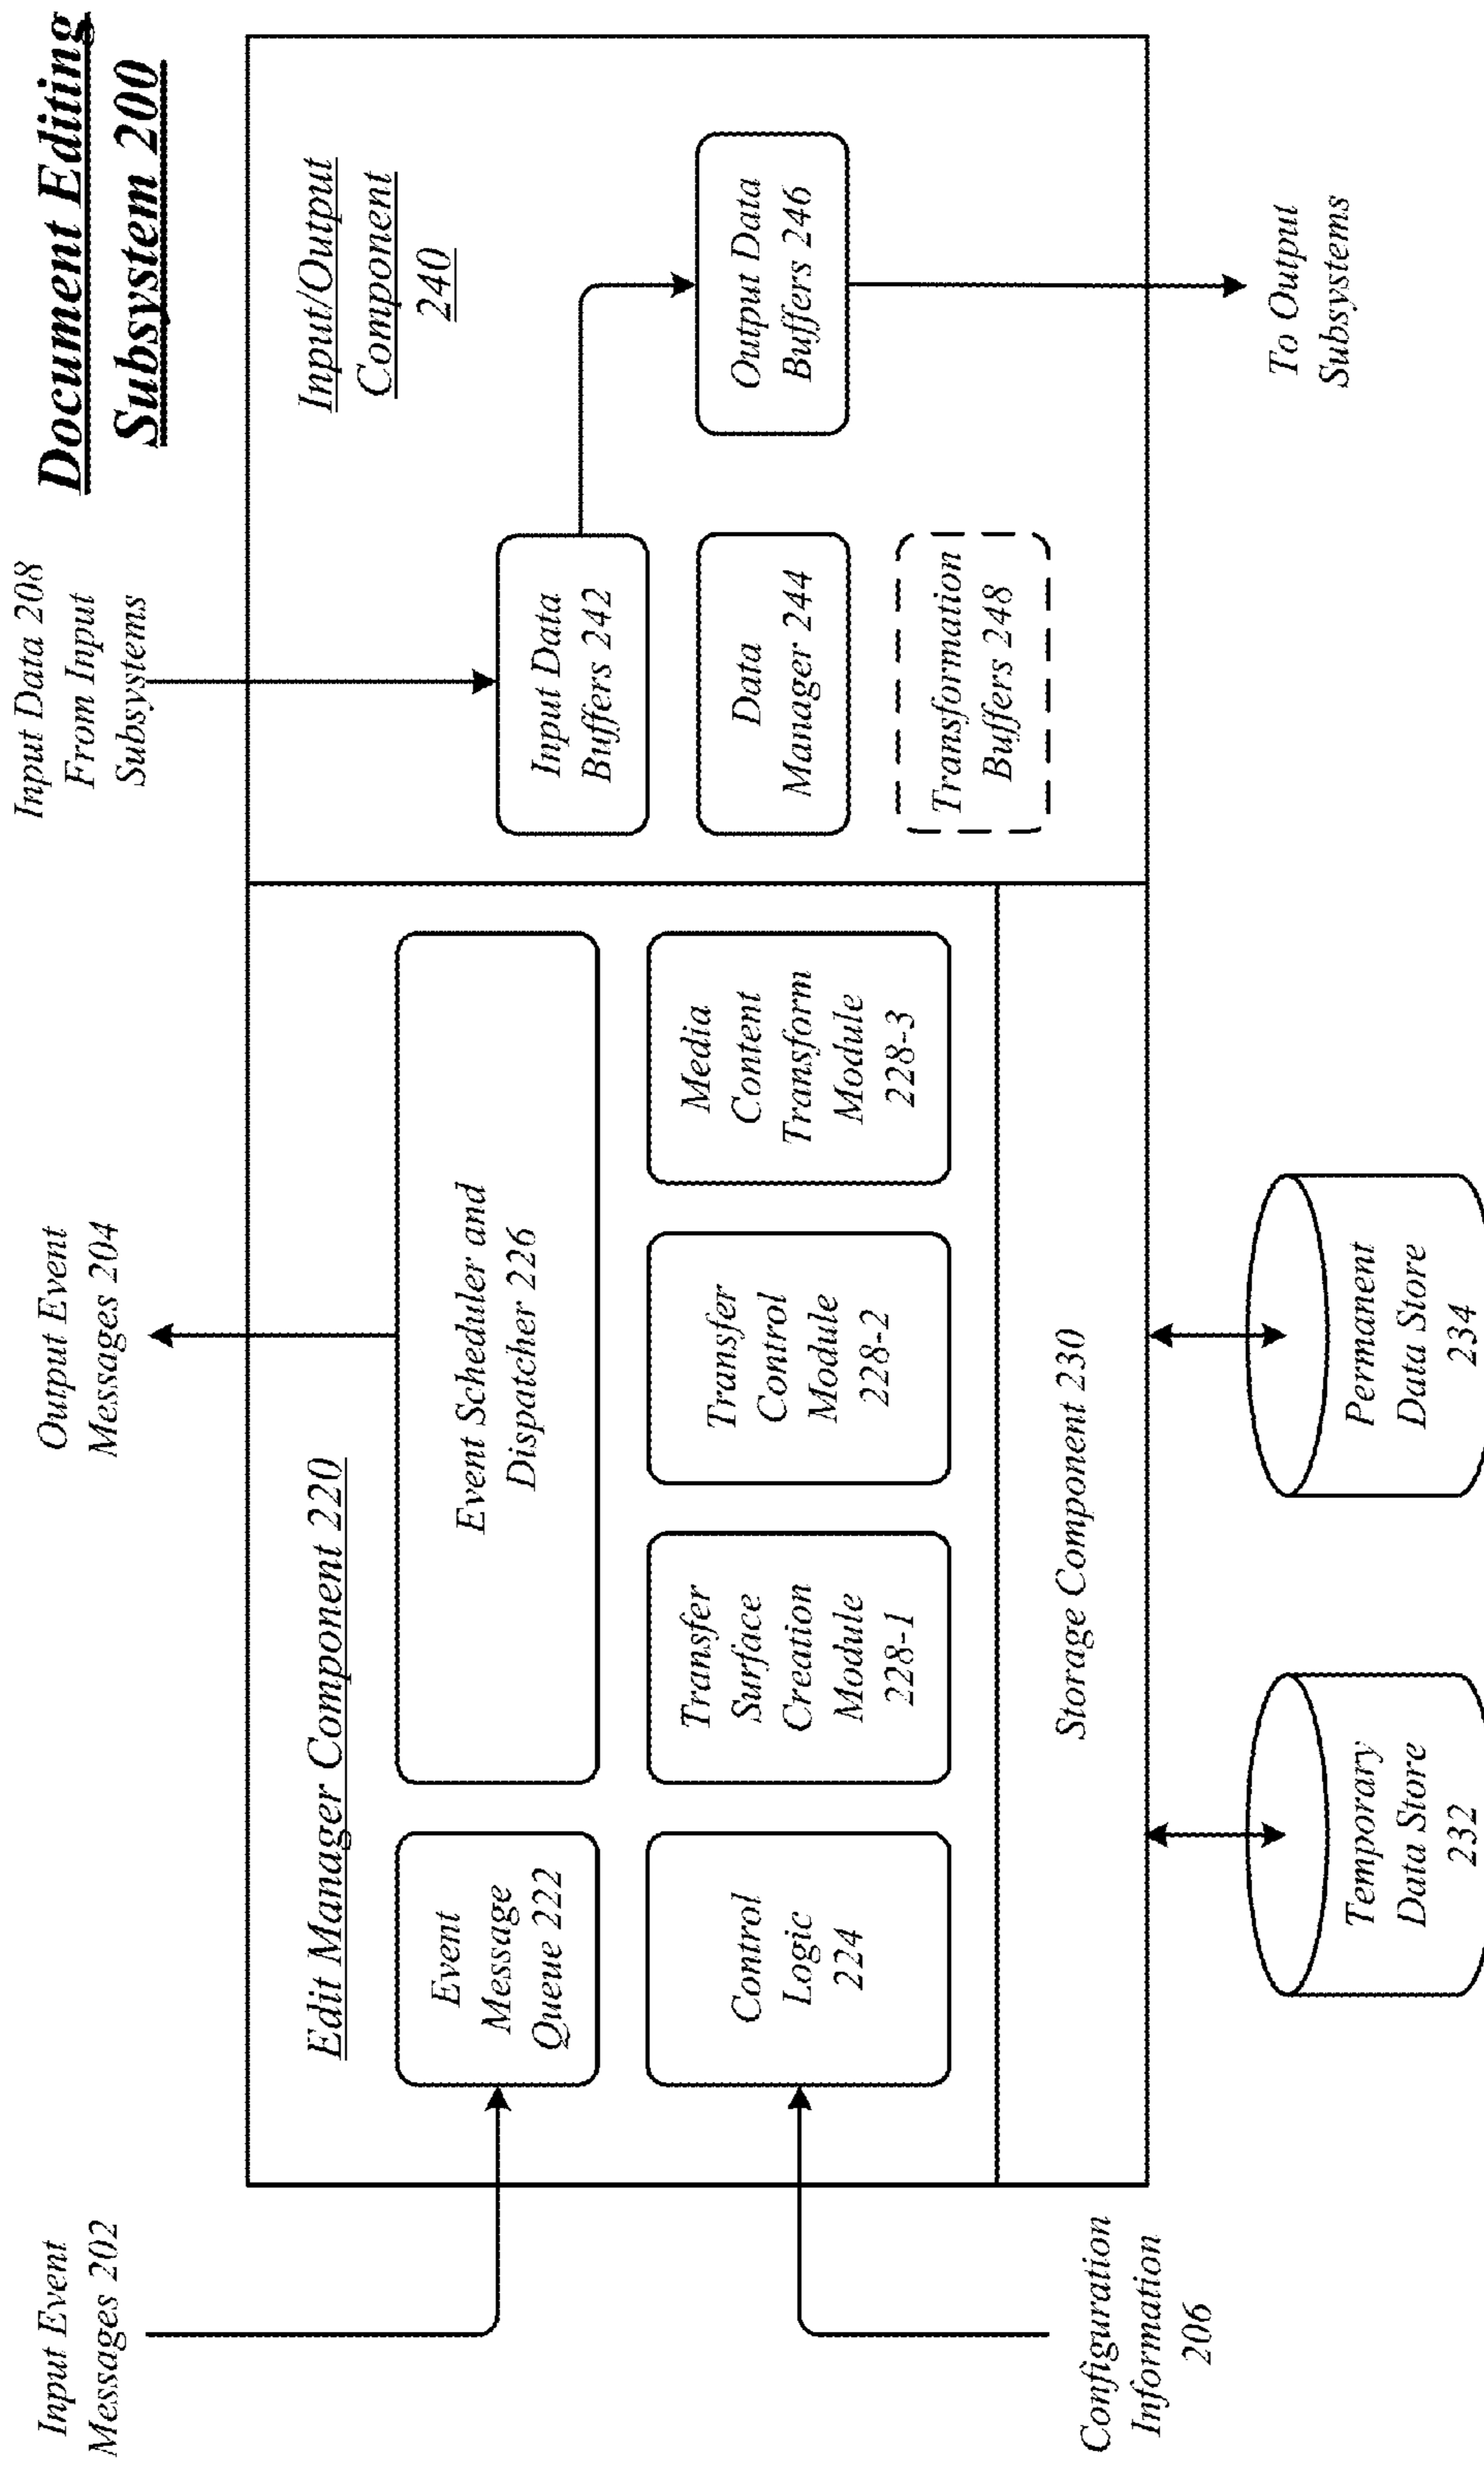 Document Editing
Subsystem 200
Input Event
Messages 202
Output Event
Messages 204
Input Data 208
From Input
Subsystems
Edit Manager Component 220
Event
Message
Queue 222
Event Scheduler and
Dispatcher 226
Control
Logic
224
Transfer
Surface
Creation
Module
228-1
Transfer
Control
Module
228-2
Media
Content
Transform
Module
228-3
Input/Output
Component
240
Input Data
Buffers 242
Data
Manager 244
Transformation
Buffers 248
Output Data
Buffers 246
Storage Component 230
Configuration
Information
206
Temporary
Data Store
232
Permanent
Data Store
234
To Output
Subsystems